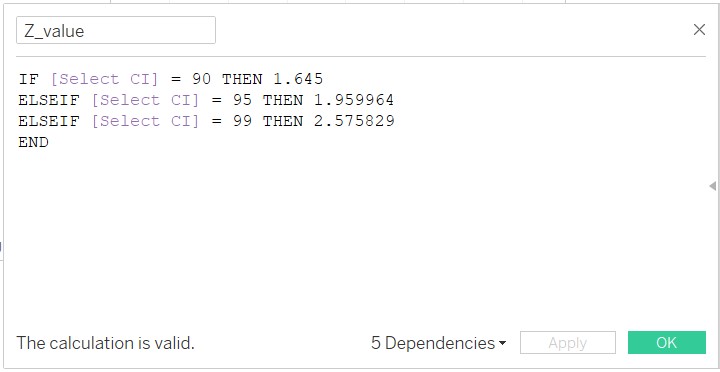 Z_value
IF [Select CI] = 90 THEN 1.645
ELSEIF [Select CI] = 95 THEN 1.959964
ELSEIF [Select CI] = 99 THEN 2.575829
END
The calculation is valid. 5 Dependencies Apply OK